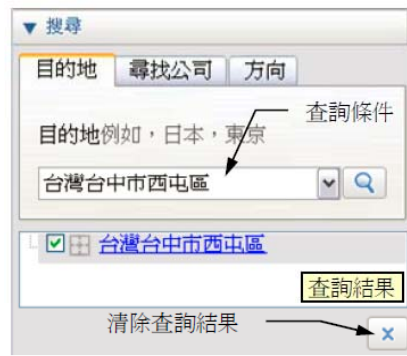 ▼ 搜尋
目的地 尋找公司 方向
查詢條件
目的地例如，日本，東京
台灣台中市西屯區
台灣台中市西屯區
查詢結果
清除查詢結果